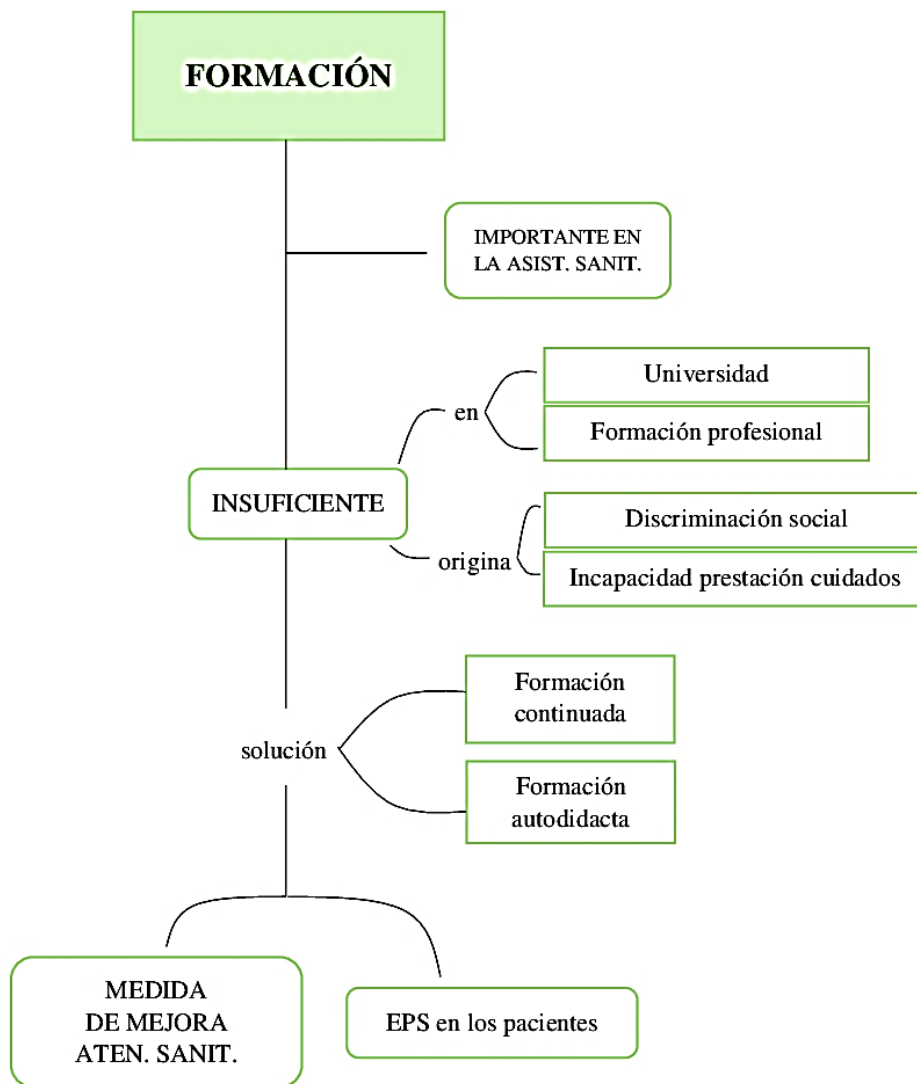 FORMACIÓN
IMPORTANTE EN
LA ASIST. SANIT.
en
Universidad
Formación profesional
INSUFICIENTE
origina
Discriminación social
Incapacidad prestación cuidados
solución
Formación
continuada
Formación
autodidacta
MEDIDA
DE MEJORA
ATEN. SANIT.
EPS en los pacientes